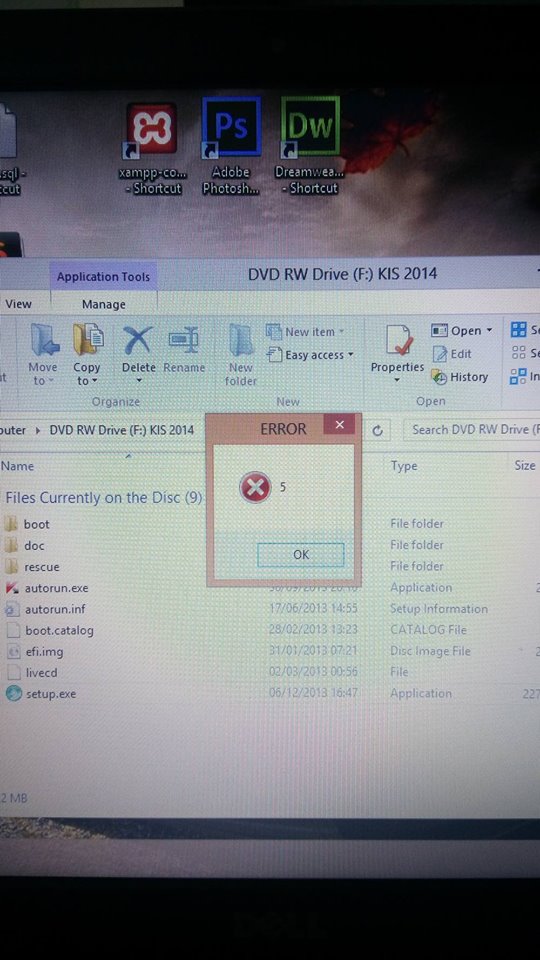 .sql -
cut
xampp-co...
- Shortcut
Ps
Adobe
Photosh...
Dw
Dreamwea...
- Shortcut
Application Tools
DVD RW Drive (F:) KIS 2014
View
Manage
Move
to
Copy
to
Delete
Rename
New
folder
New item
Easy access
Properties
Open
Edit
History
Organize
New
Open
puter
DVD RW Drive (F:) KIS 2014
Search DVD RW Drive (F
ERROR
5
OK
Name
Type
Size
Files Currently on the Disc (9)
boot
File folder
doc
File folder
rescue
File folder
autorun.exe
Application
autorun.inf
17/06/2013 14:55
Setup Information
boot.catalog
28/02/2013 13:23
CATALOG File
efi.img
31/01/2013 07:21
Disc Image File
livecd
02/03/2013 00:56
File
setup.exe
06/12/2013 16:47
Application
227
2 MB
DELL